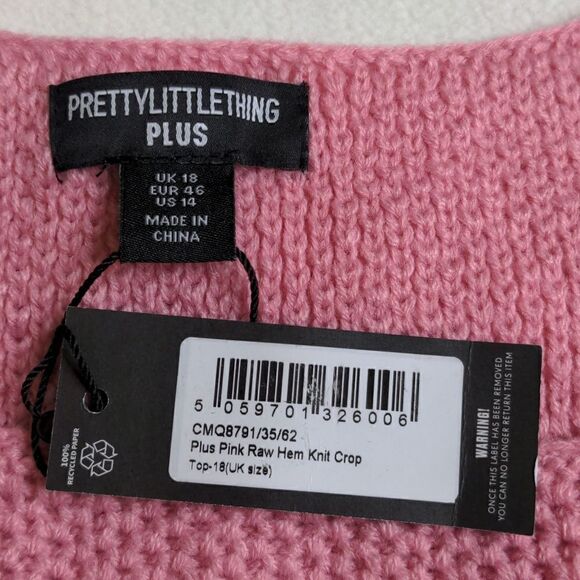 PRETTYLITTLETHING
PLUS
UK 18
EUR 46
US 14
MADE IN
CHINA
5 059701 326006
CMQ8791/35/62
Plus Pink Raw Hem Knit Crop
Top-18(UK size)
100%
RECYCLED PAPER
WARNING!
ONCE THIS LABEL HAS BEEN REMOVED
YOU CAN NO LONGER RETURN THIS ITEM